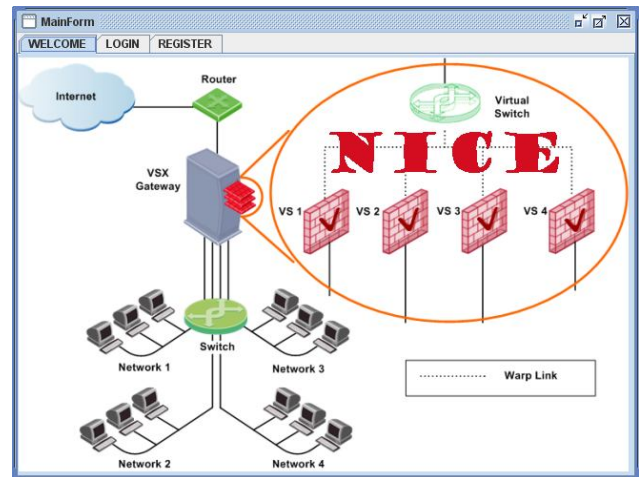 MainForm
WELCOME LOGIN REGISTER
Router
Internet
Virtual
Switch
NICE
VSX
Gateway
VS 1 VS 2 VS 3 VS 4
Switch
Network 1 Network 3
Warp Link
Network 2 Network 4